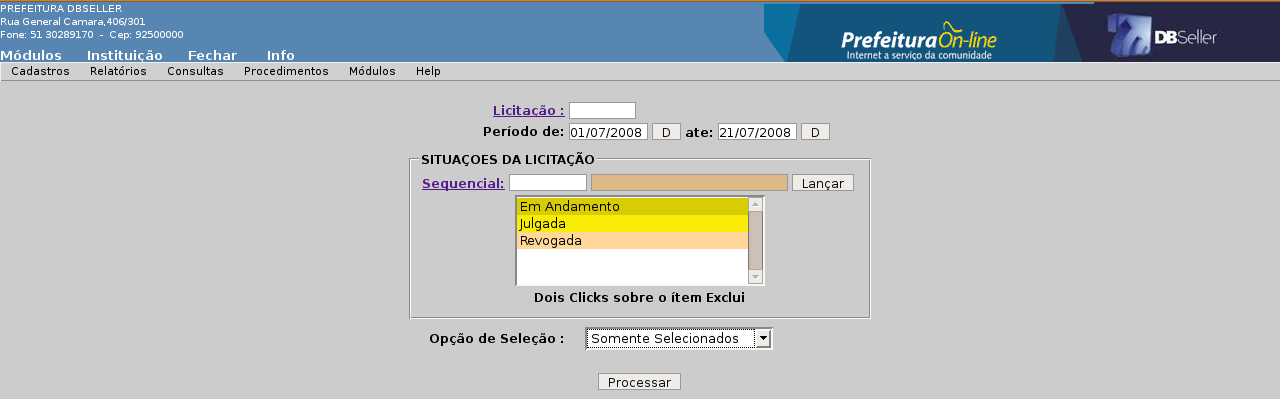 PREFEITURA DBSELLER
Rua General Camara,406/301
Fone: 51 30289170 - Cep: 92500000
PrefeituraOn-line
Internet a serviço da comunidade
DBSeller
Módulos Instituição Fechar Info
Cadastros Relatórios Consultas Procedimentos Módulos Help
Licitação :
Período de: 01/07/2008 D ate: 21/07/2008 D
SITUAÇOES DA LICITAÇÃO
Sequencial: Lançar
Em Andamento
Julgada
Revogada
Dois Clicks sobre o ítem Exclui
Opção de Seleção : Somente Selecionados
Processar